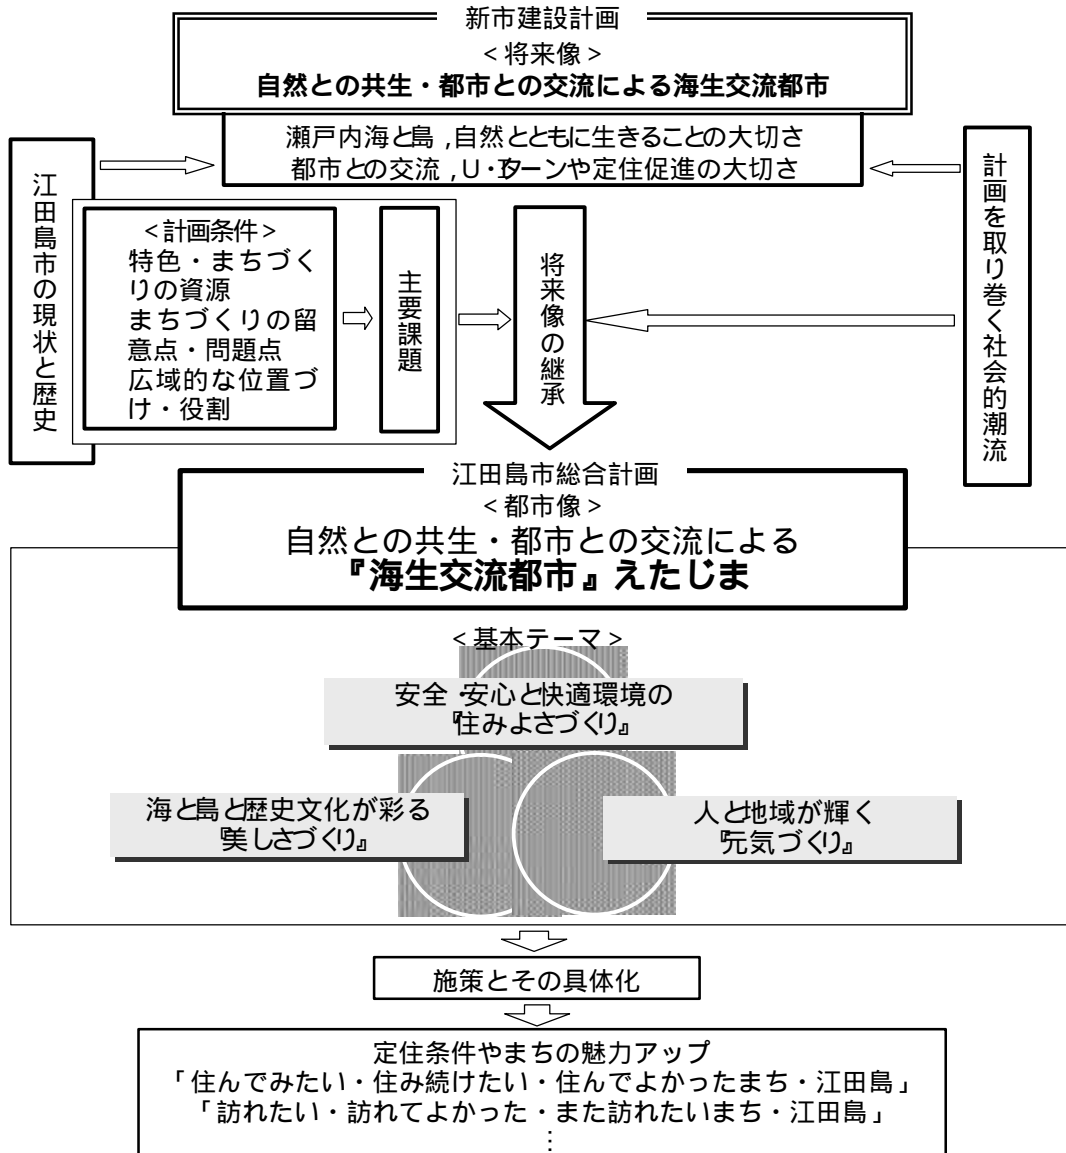 新市建設計画
<将来像>
自然との共生・都市との交流による海生交流都市
瀬戸内海と島,自然とともに生きることの大切さ
都市との交流,U・Iターンや定住促進の大切さ
江田島市の現状と歴史
<計画条件>
特色・まちづく
りの資源
まちづくりの留
意点・問題点
広域的な位置づ
け・役割
主要課題
将来像の継承
計画を取り巻く社会的潮流
江田島市総合計画
<都市像>
自然との共生・都市との交流による
『海生交流都市』えたじま
<基本テーマ>
安全・安心と快適環境の
『住みよさづくり』
海と島と歴史文化が彩る
『美しさづくり』
人と地域が輝く
『元気づくり』
施策とその具体化
定住条件やまちの魅力アップ
「住んでみたい・住み続けたい・住んでよかったまち・江田島」
「訪れたい・訪れてよかった・また訪れたいまち・江田島」
⋮